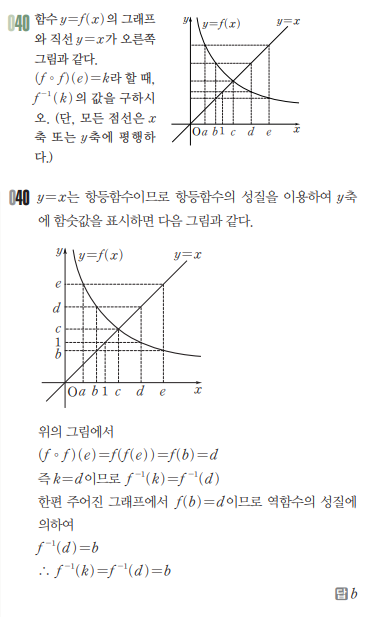 040 함수 y=f(x)의 그래프
와 직선 y=x가 오른쪽
그림과 같다.
(f∘f)(e)=k라 할 때,
f⁻¹(k)의 값을 구하시
오. (단, 모든 점선은 x
축 또는 y축에 평행하
다.)
y y=f(x) y=x
O a b 1 c d e x
040 y=x는 항등함수이므로 항등함수의 성질을 이용하여 y축
에 함숫값을 표시하면 다음 그림과 같다.
y y=f(x) y=x
e
d
c
1
b
O a b 1 c d e x
위의 그림에서
(f∘f)(e)=f(f(e))=f(b)=d
즉 k=d이므로 f⁻¹(k)=f⁻¹(d)
한편 주어진 그래프에서 f(b)=d이므로 역함수의 성질에
의하여
f⁻¹(d)=b
∴ f⁻¹(k)=f⁻¹(d)=b
답 b